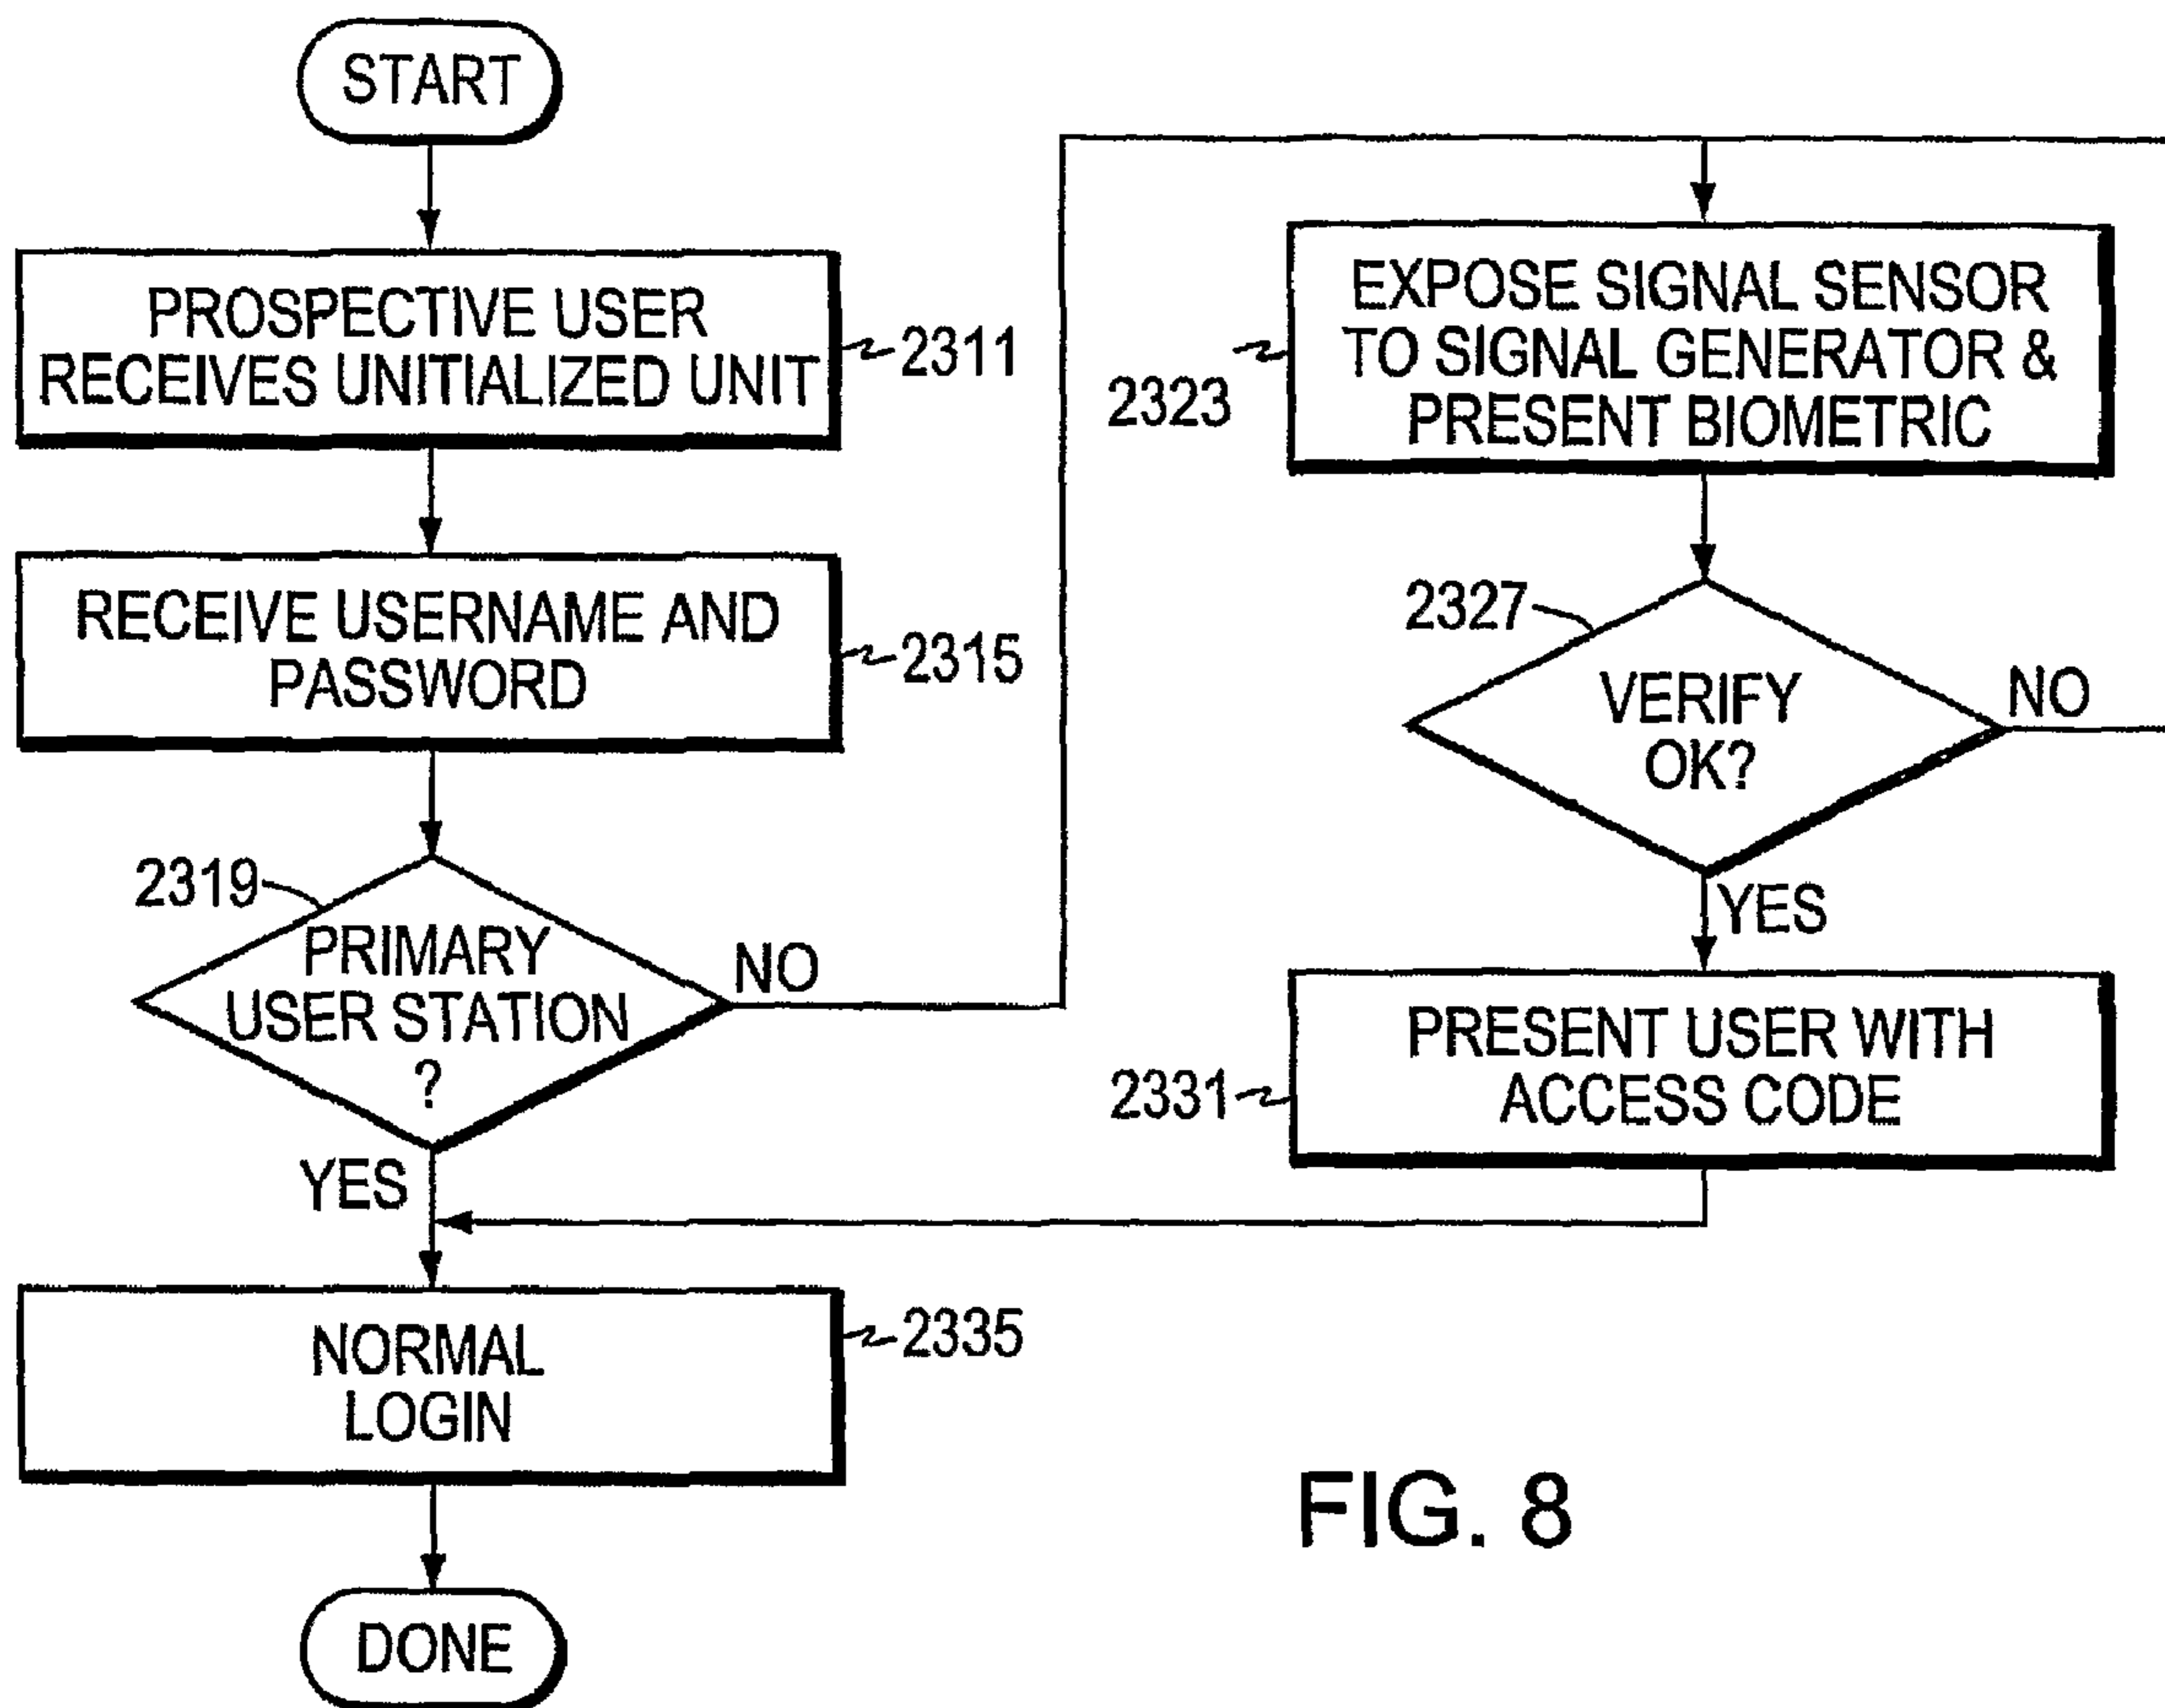 START
PROSPECTIVE USER
RECEIVES UNITIALIZED UNIT
2311
RECEIVE USERNAME AND
PASSWORD
2315
2319
PRIMARY
USER STATION
?
NO
YES
NORMAL
LOGIN
2335
DONE
EXPOSE SIGNAL SENSOR
TO SIGNAL GENERATOR &
PRESENT BIOMETRIC
2323
2327
VERIFY
OK?
NO
YES
PRESENT USER WITH
ACCESS CODE
2331
FIG. 8